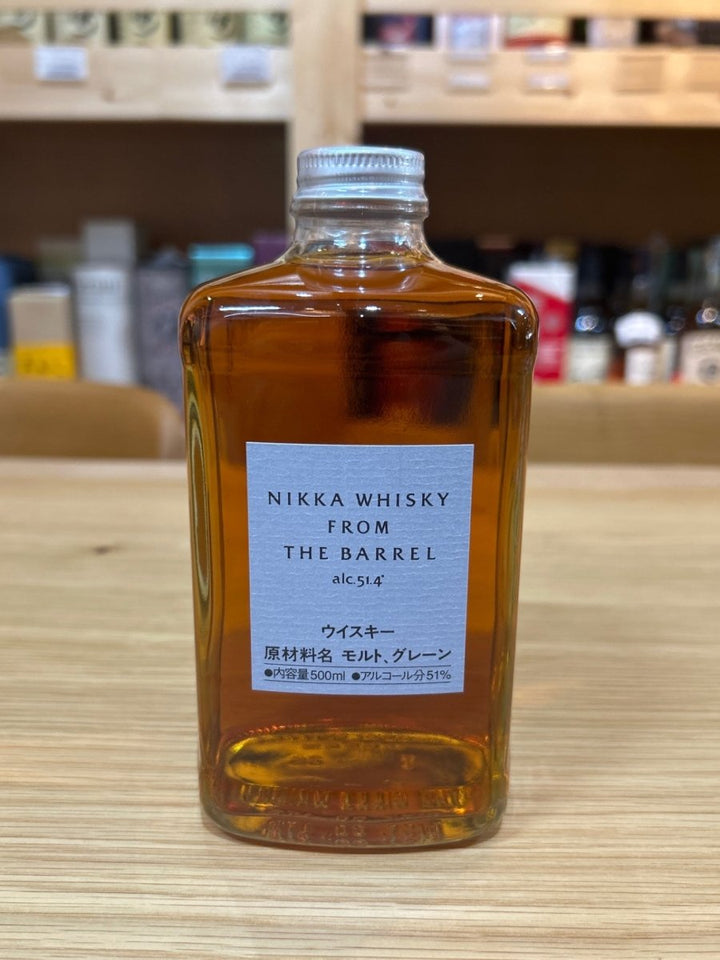 NIKKA WHISKY
FROM
THE BARREL
alc.51.4°
ウイスキー
原材料名 モルト、グレーン
●内容量500ml ●アルコール分51%